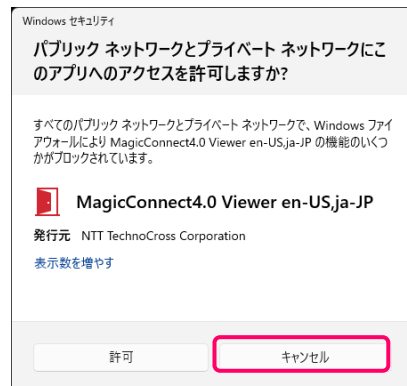 Windows セキュリティ
パブリック ネットワークとプライベート ネットワークにこ
のアプリへのアクセスを許可しますか?
すべてのパブリック ネットワークとプライベート ネットワークで、Windows ファイ
アウォールにより MagicConnect4.0 Viewer en-US,ja-JP の機能のいくつ
かがブロックされています。
MagicConnect4.0 Viewer en-US,ja-JP
発行元 NTT TechnoCross Corporation
表示数を増やす
許可
キャンセル